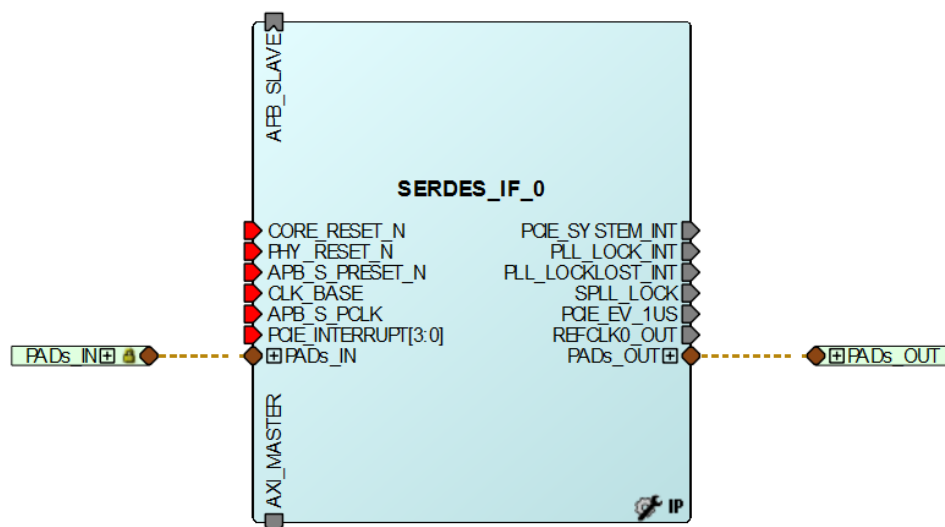 APB_SLAVE
SERDES_IF_0
CORE_RESET_N
PHY_RESET_N
APB_S_PRESET_N
CLK_BASE
APB_S_PCLK
PCIE_INTERRUPT[3:0]
PADs_IN
PADs_IN
PCIE_SYSTEM_INT
PLL_LOCK_INT
PLL_LOCKLOST_INT
SPLL_LOCK
PCIE_EV_1US
REFCLK0_OUT
PADs_OUT
PADs_OUT
AXI_MASTER
IP